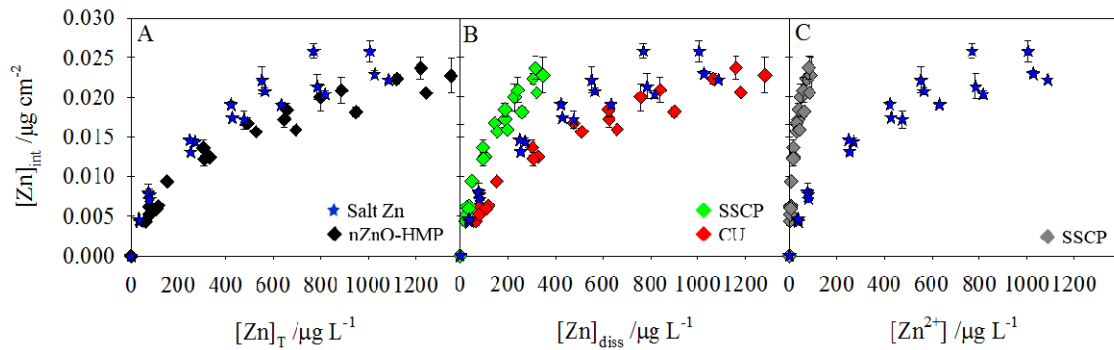 0.030
0.025
0.020
0.015
0.010
0.005
0.000
[Zn]int /µg cm-2
A
Salt Zn
nZnO-HMP
0 200 400 600 800 1000 1200
[Zn]T /µg L-1
B
SSCP
CU
0 200 400 600 800 1000 1200
[Zn]diss /µg L-1
C
SSCP
0 200 400 600 800 1000 1200
[Zn2+] /µg L-1